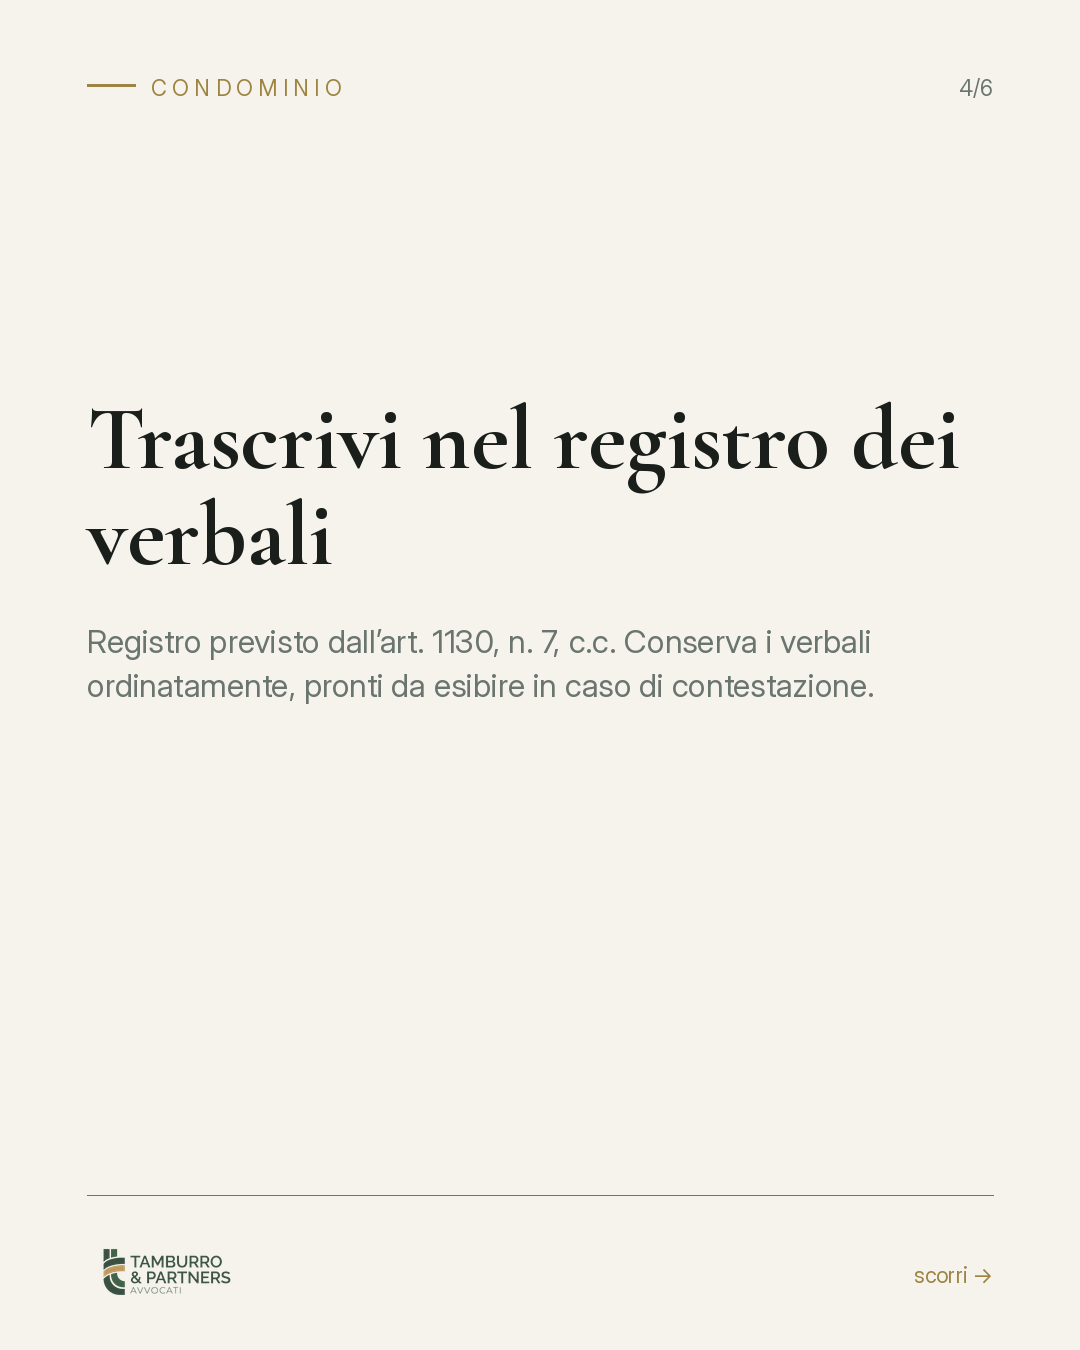 CONDOMINIO
4/6
Trascrivi nel registro dei
verbali
Registro previsto dall’art. 1130, n. 7, c.c. Conserva i verbali
ordinatamente, pronti da esibire in caso di contestazione.
TAMBURRO
& PARTNERS
AVVOCATI
scorri →